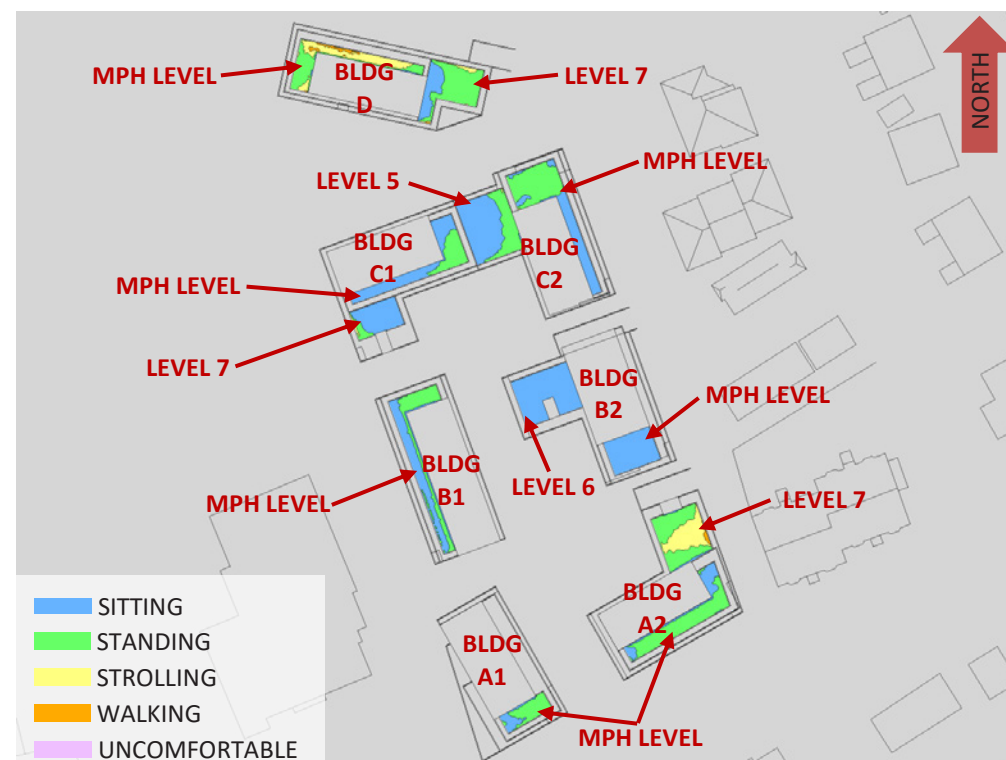 NORTH
MPH LEVEL
BLDG
D
LEVEL 7
LEVEL 5
MPH LEVEL
BLDG
C1
BLDG
C2
MPH LEVEL
LEVEL 7
BLDG
B2
MPH LEVEL
BLDG
B1
LEVEL 6
MPH LEVEL
LEVEL 7
BLDG
A2
BLDG
A1
MPH LEVEL
SITTING
STANDING
STROLLING
WALKING
UNCOMFORTABLE